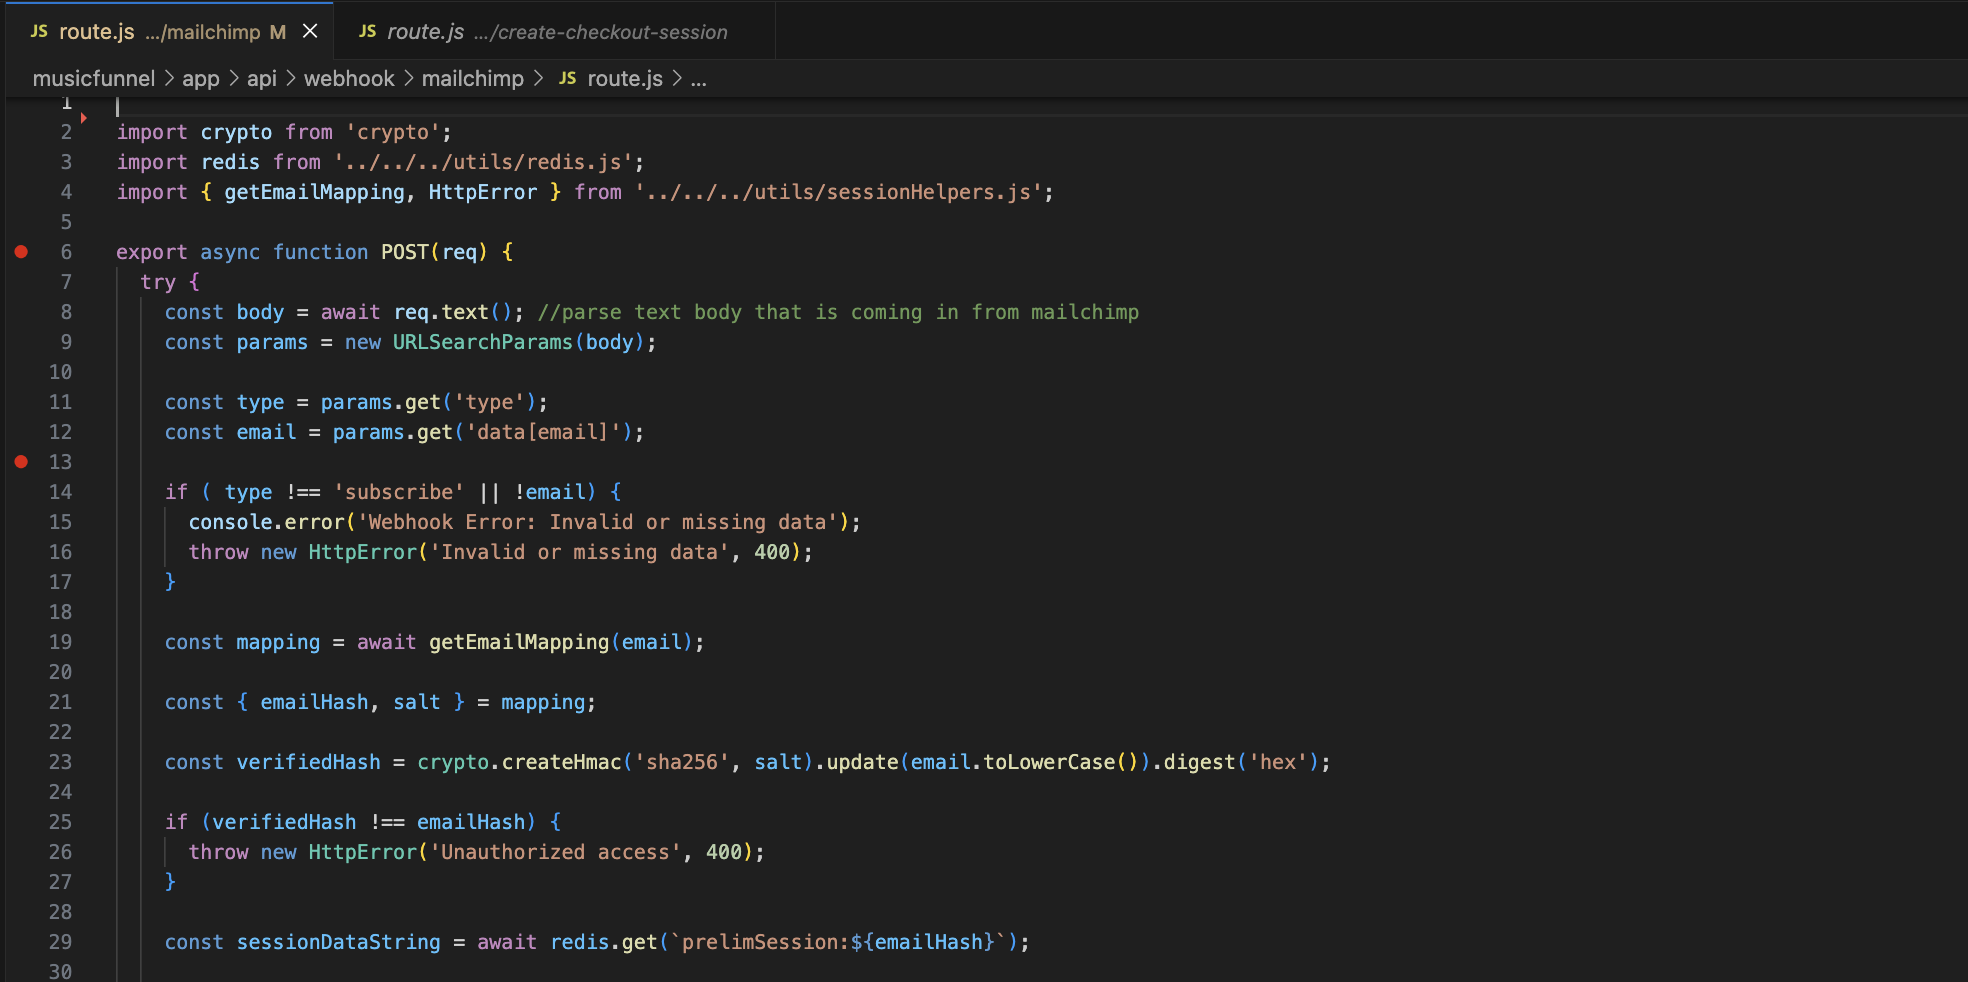 JS route.js .../mailchimp M × JS route.js .../create-checkout-session
musicfunnel > app > api > webhook > mailchimp > JS route.js > ...
1
2 import crypto from 'crypto';
3 import redis from '../../../utils/redis.js';
4 import { getEmailMapping, HttpError } from '../../../utils/sessionHelpers.js';
5
6 export async function POST(req) {
7 try {
8 const body = await req.text(); //parse text body that is coming in from mailchimp
9 const params = new URLSearchParams(body);
10
11 const type = params.get('type');
12 const email = params.get('data[email]');
13
14 if ( type !== 'subscribe' || !email) {
15 console.error('Webhook Error: Invalid or missing data');
16 throw new HttpError('Invalid or missing data', 400);
17 }
18
19 const mapping = await getEmailMapping(email);
20
21 const { emailHash, salt } = mapping;
22
23 const verifiedHash = crypto.createHmac('sha256', salt).update(email.toLowerCase()).digest('hex');
24
25 if (verifiedHash !== emailHash) {
26 throw new HttpError('Unauthorized access', 400);
27 }
28
29 const sessionDataString = await redis.get(`prelimSession:${emailHash}`);
30